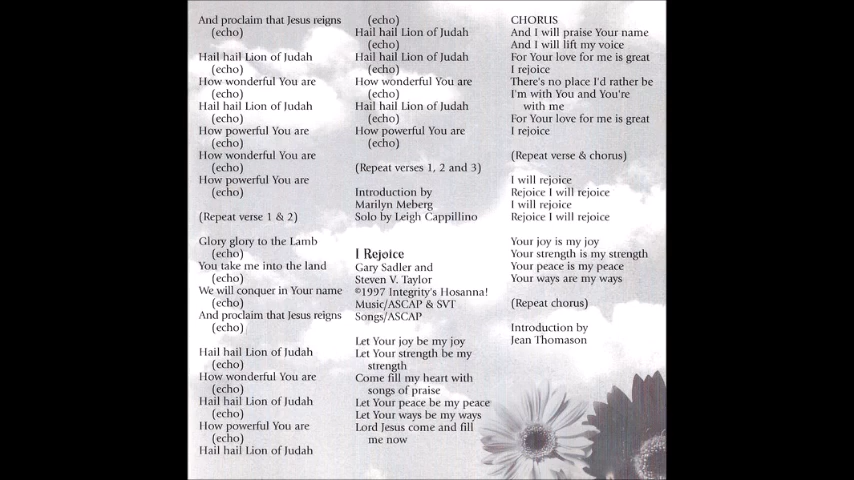 And proclaim that Jesus reigns
(echo)
Hail hail Lion of Judah
(echo)
How wonderful You are
(echo)
Hail hail Lion of Judah
(echo)
How powerful You are
(echo)
How wonderful You are
(echo)
How powerful You are
(echo)
(Repeat verse 1 & 2)
Glory glory to the Lamb
(echo)
You take me into the land
(echo)
We will conquer in Your name
(echo)
And proclaim that Jesus reigns
(echo)
Hail hail Lion of Judah
(echo)
How wonderful You are
(echo)
Hail hail Lion of Judah
(echo)
How powerful You are
(echo)
Hail hail Lion of Judah
(echo)
Hail hail Lion of Judah
(echo)
Hail hail Lion of Judah
(echo)
How wonderful You are
(echo)
Hail hail Lion of Judah
(echo)
How powerful You are
(echo)
(Repeat verses 1, 2 and 3)
Introduction by
Marilyn Meberg
Solo by Leigh Cappillino
I Rejoice
Gary Sadler and
Steven V. Taylor
©1997 Integrity's Hosanna!
Music/ASCAP & SVT
Songs/ASCAP
Let Your joy be my joy
Let Your strength be my
strength
Come fill my heart with
songs of praise
Let Your peace be my peace
Let Your ways be my ways
Lord Jesus come and fill
me now
CHORUS
And I will praise Your name
And I will lift my voice
For Your love for me is great
I rejoice
There's no place I'd rather be
I'm with You and You're
with me
For Your love for me is great
I rejoice
(Repeat verse & chorus)
I will rejoice
Rejoice I will rejoice
I will rejoice
Rejoice I will rejoice
Your joy is my joy
Your strength is my strength
Your peace is my peace
Your ways are my ways
(Repeat chorus)
Introduction by
Jean Thomason